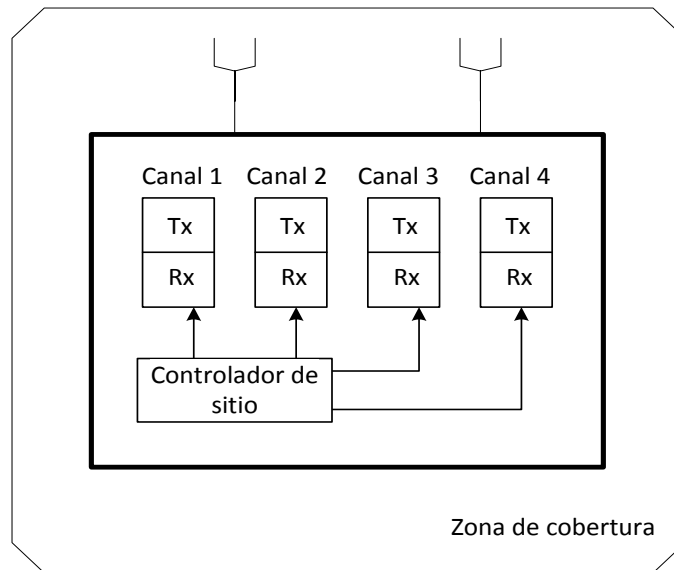 Canal 1 Canal 2 Canal 3 Canal 4
Tx Tx Tx Tx
Rx Rx Rx Rx
Controlador de
sitio
Zona de cobertura